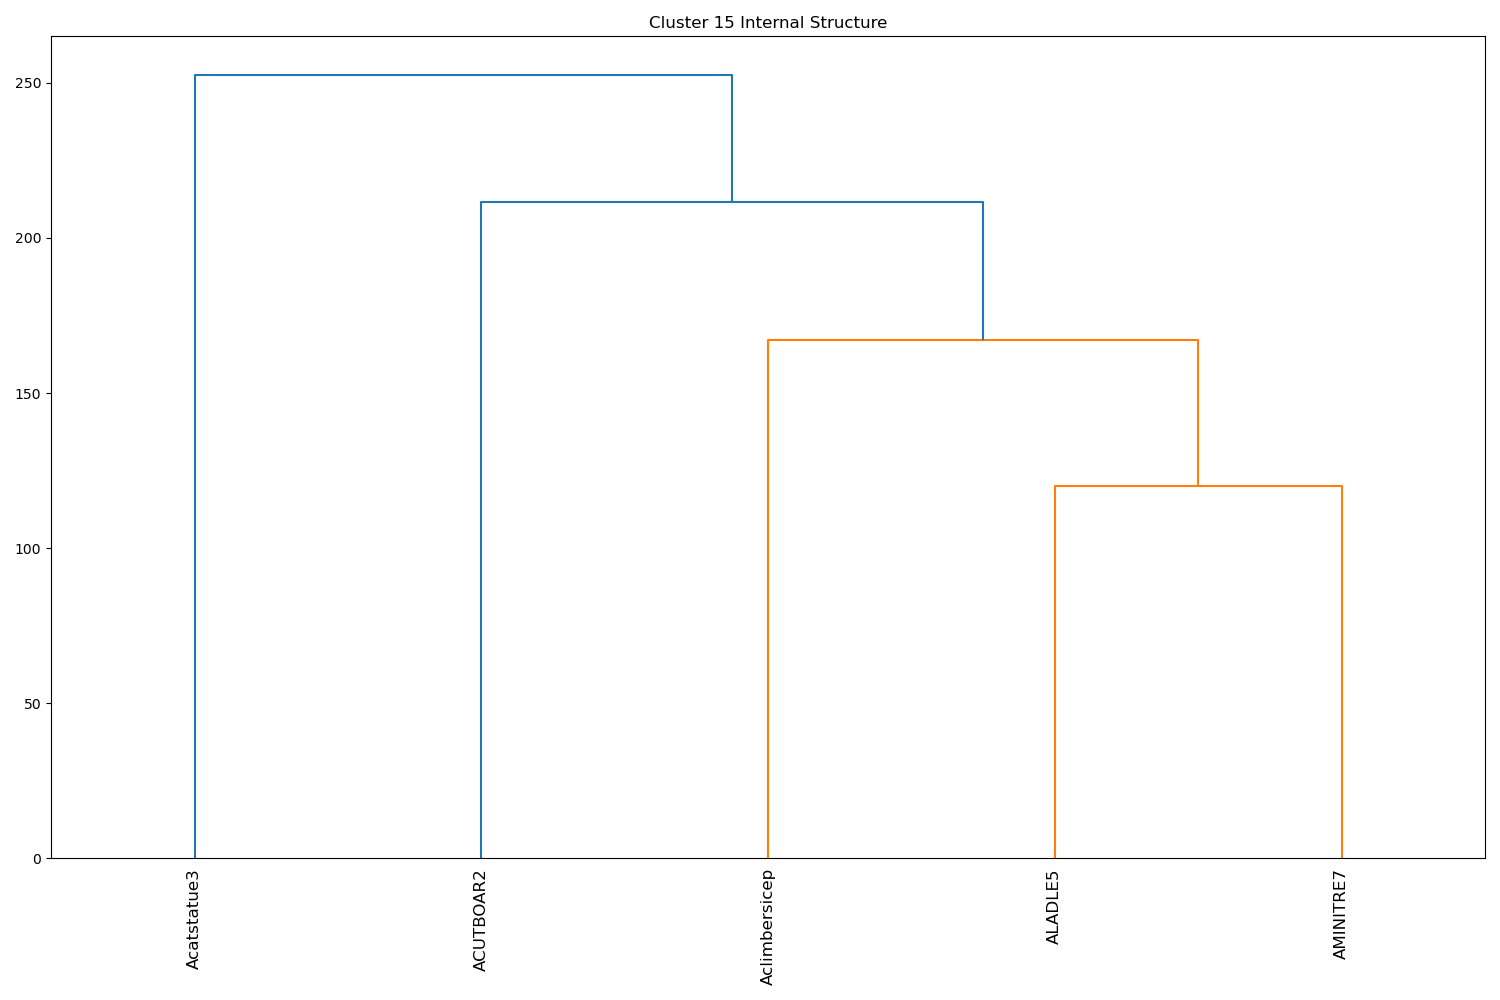 Cluster 15 Internal Structure
250
200
150
100
50
0
Acatstatue3
ACUTBOAR2
Aclimbersicep
ALADLE5
AMINITRE7